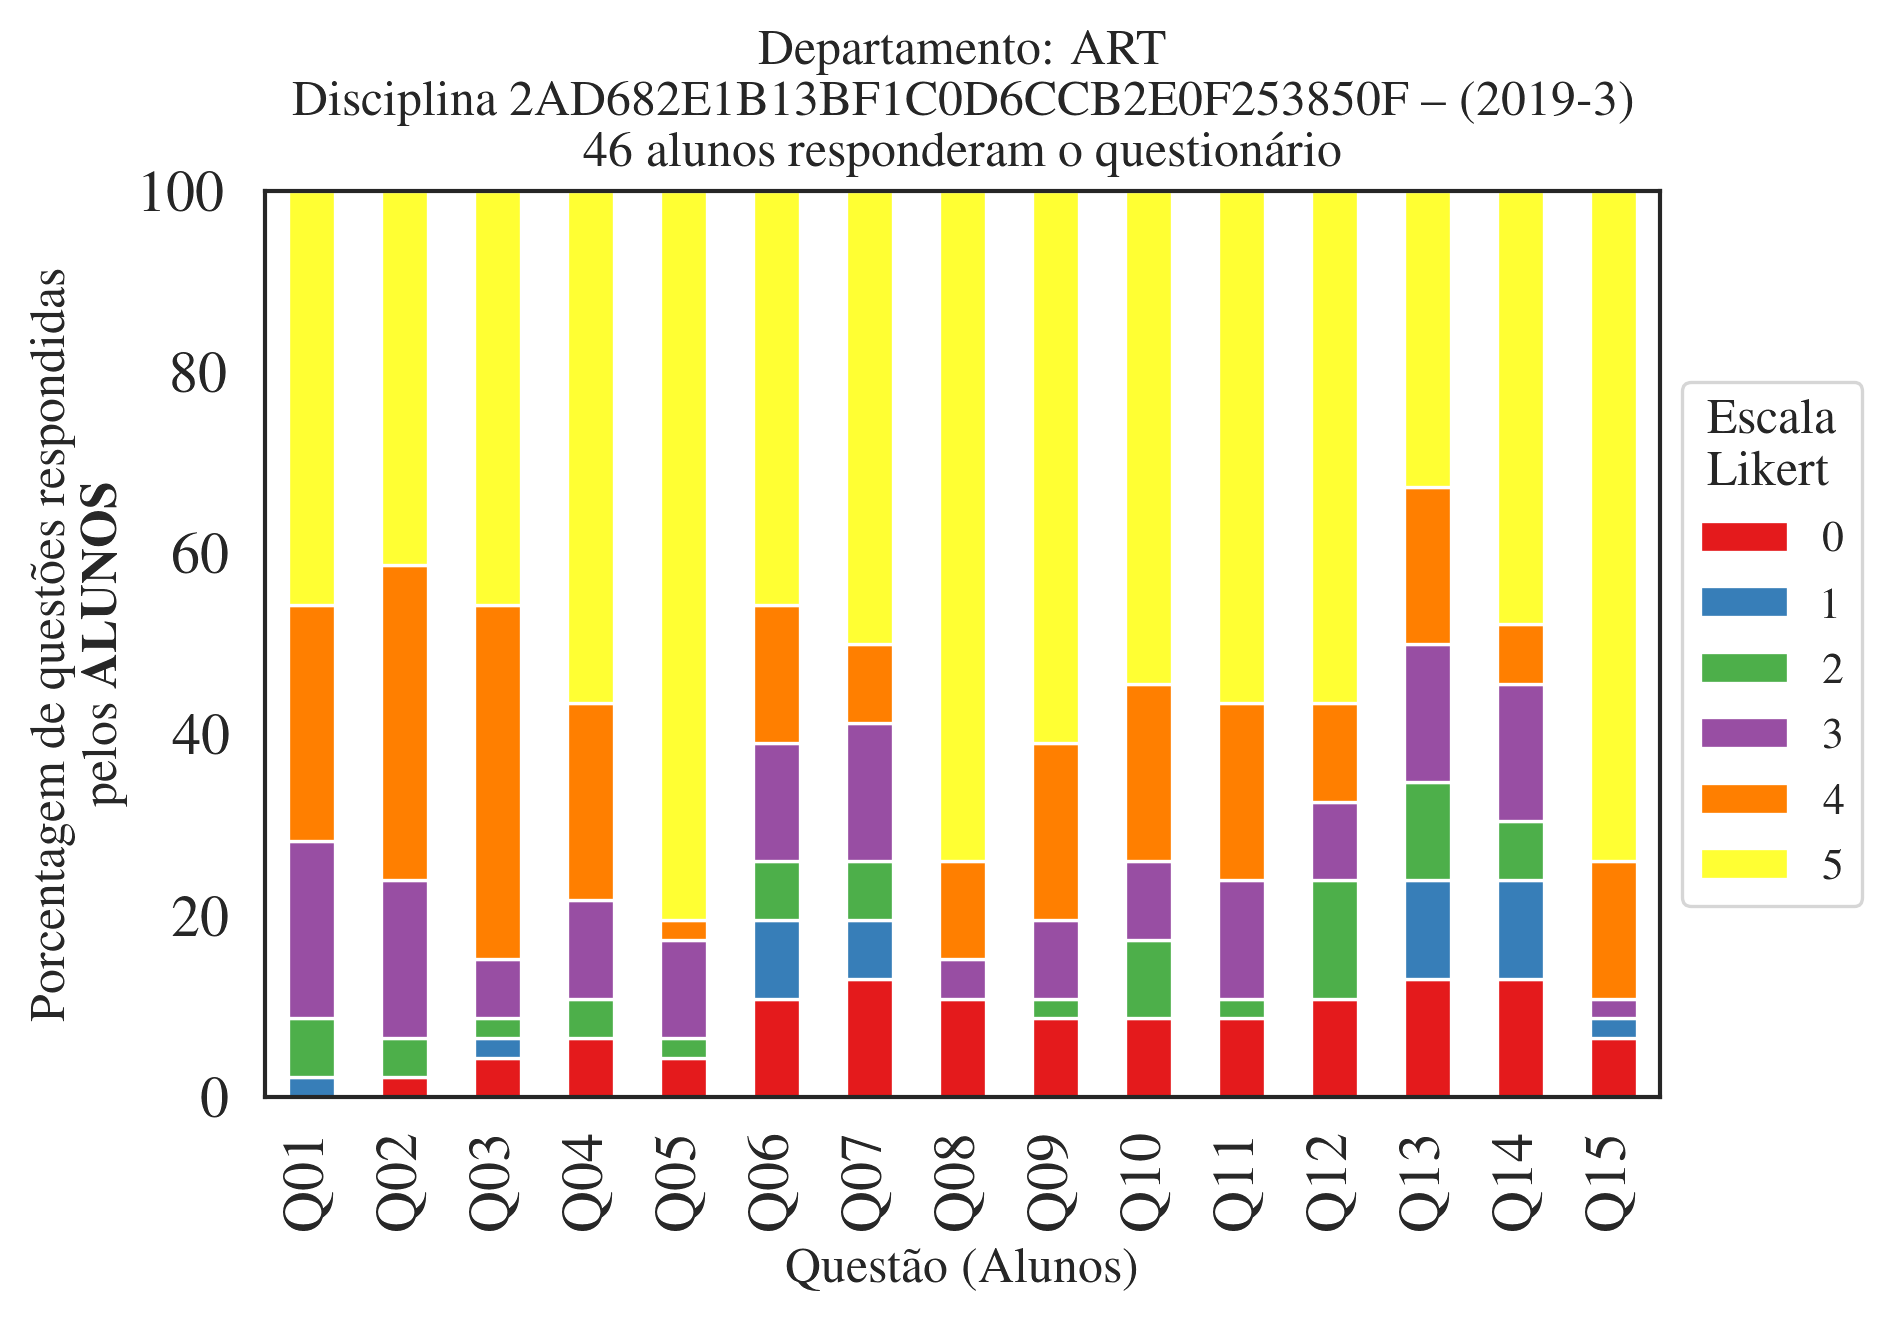 Departamento: ART
Disciplina 2AD682E1B13BF1C0D6CCB2E0F253850F – (2019-3)
46 alunos responderam o questionário
Porcentagem de questões respondidas
pelos ALUNOS
100
80
60
40
20
0
Q01
Q02
Q03
Q04
Q05
Q06
Q07
Q08
Q09
Q10
Q11
Q12
Q13
Q14
Q15
Questão (Alunos)
Escala
Likert
0
1
2
3
4
5